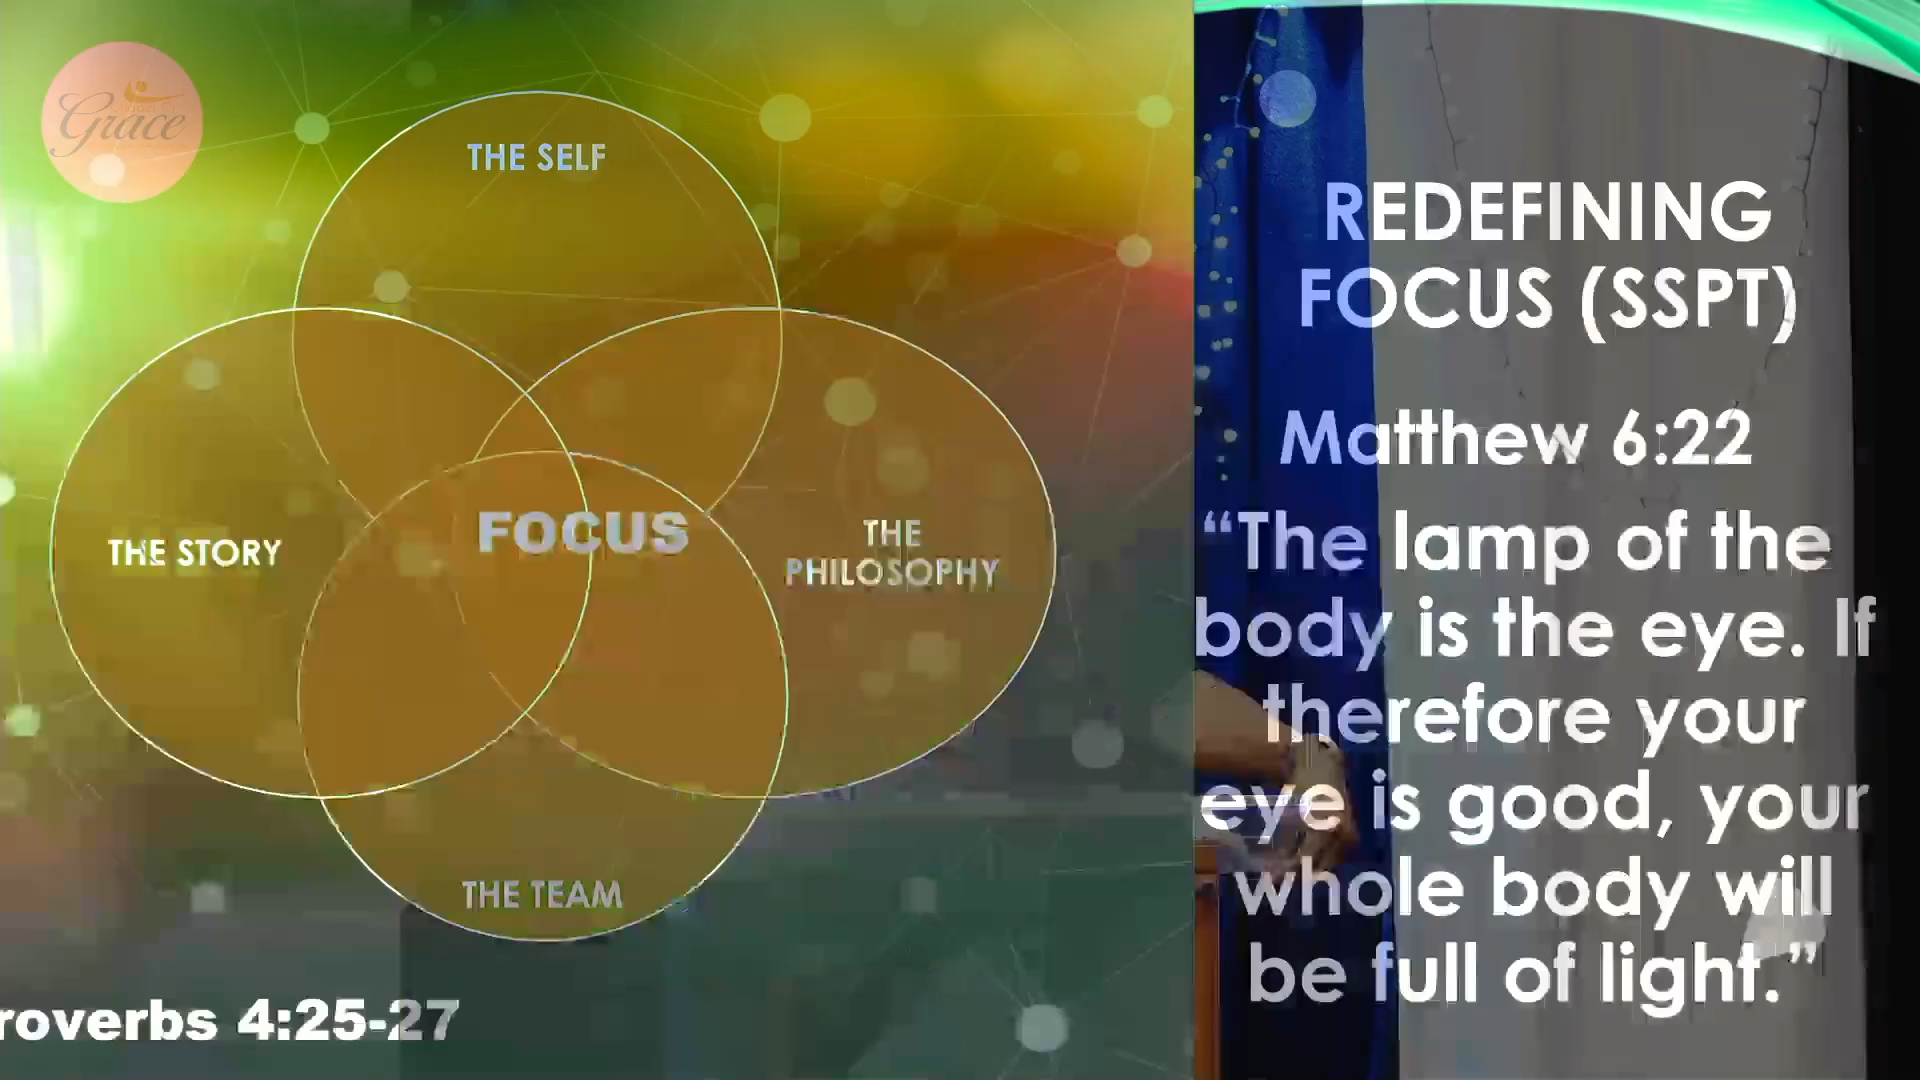 Grace
THE SELF
THE STORY
FOCUS
THE
PHILOSOPHY
THE TEAM
roverbs 4:25-27
REDEFINING
FOCUS (SSPT)
Matthew 6:22
“The lamp of the
body is the eye. If
therefore your
eye is good, your
whole body will
be full of light.”